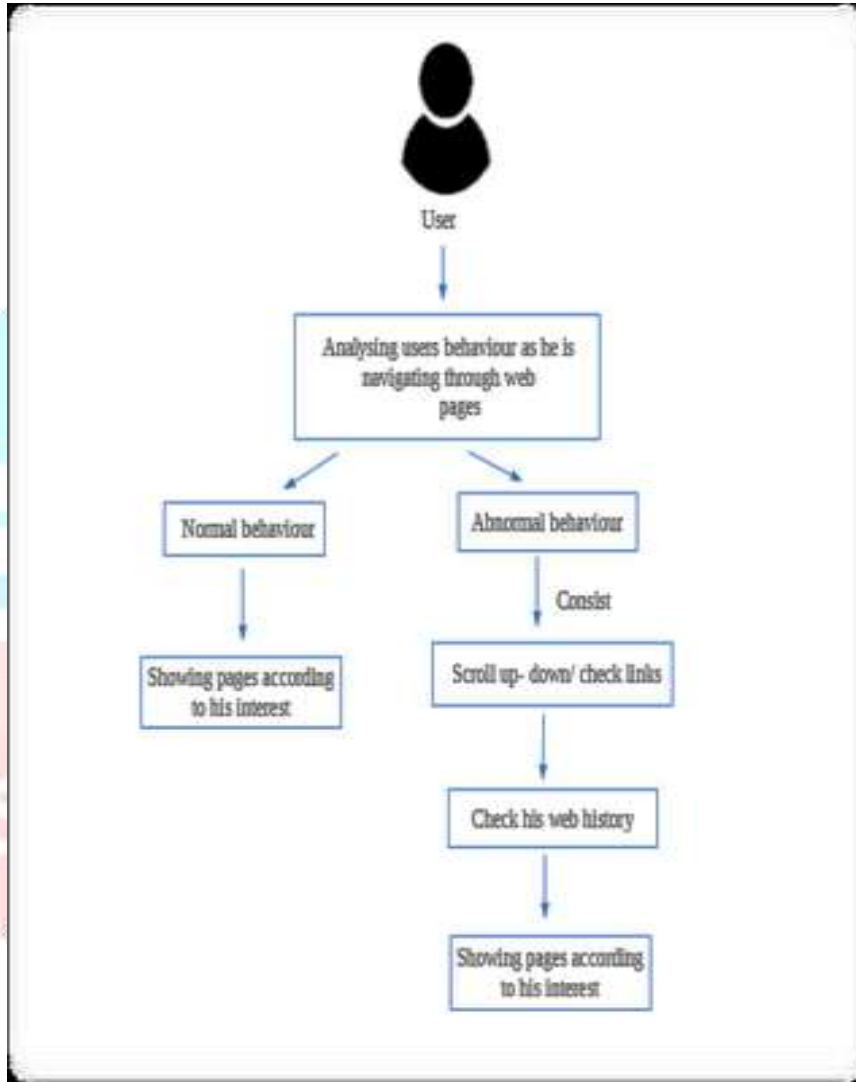 User
Analysing users behaviour as he is
navigating through web
pages
Normal behaviour
Abnormal behaviour
Consist
Showing pages according
to his interest
Scroll up- down/ check links
Check his web history
Showing pages according
to his interest